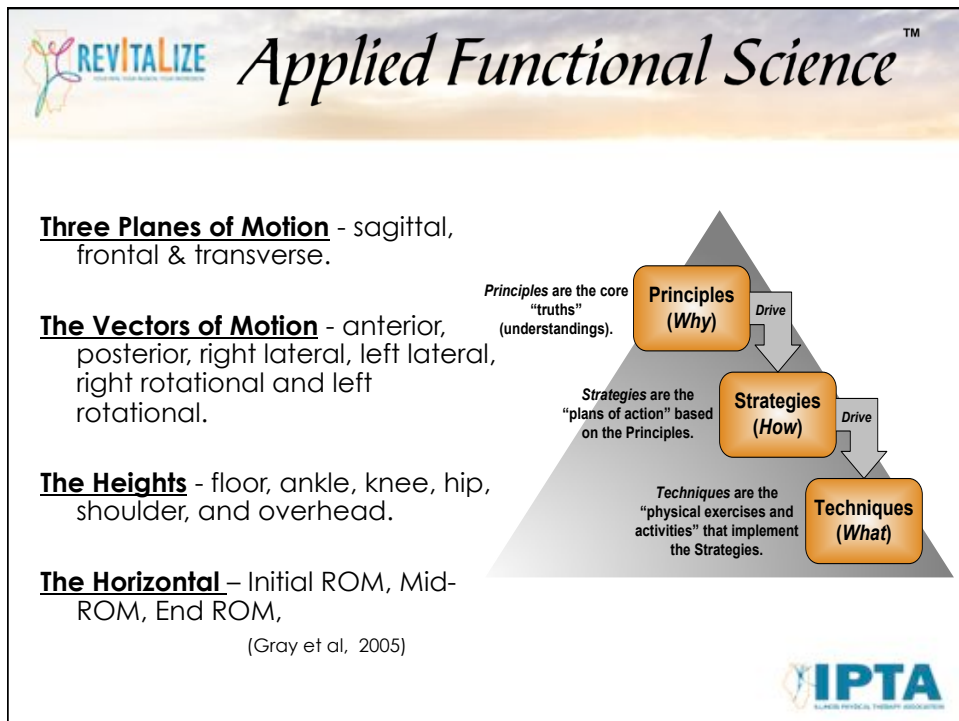 REVITALIZE
Applied Functional Science™
Three Planes of Motion - sagittal,
frontal & transverse.
The Vectors of Motion - anterior,
posterior, right lateral, left lateral,
right rotational and left
rotational.
The Heights - floor, ankle, knee, hip,
shoulder, and overhead.
The Horizontal – Initial ROM, Mid-
ROM, End ROM,
(Gray et al, 2005)
Principles are the core
“truths”
(understandings).
Principles
(Why)
Drive
Strategies are the
“plans of action” based
on the Principles.
Strategies
(How)
Drive
Techniques are the
“physical exercises and
activities” that implement
the Strategies.
Techniques
(What)
IPTA
ILLINOIS PHYSICAL THERAPY ASSOCIATION